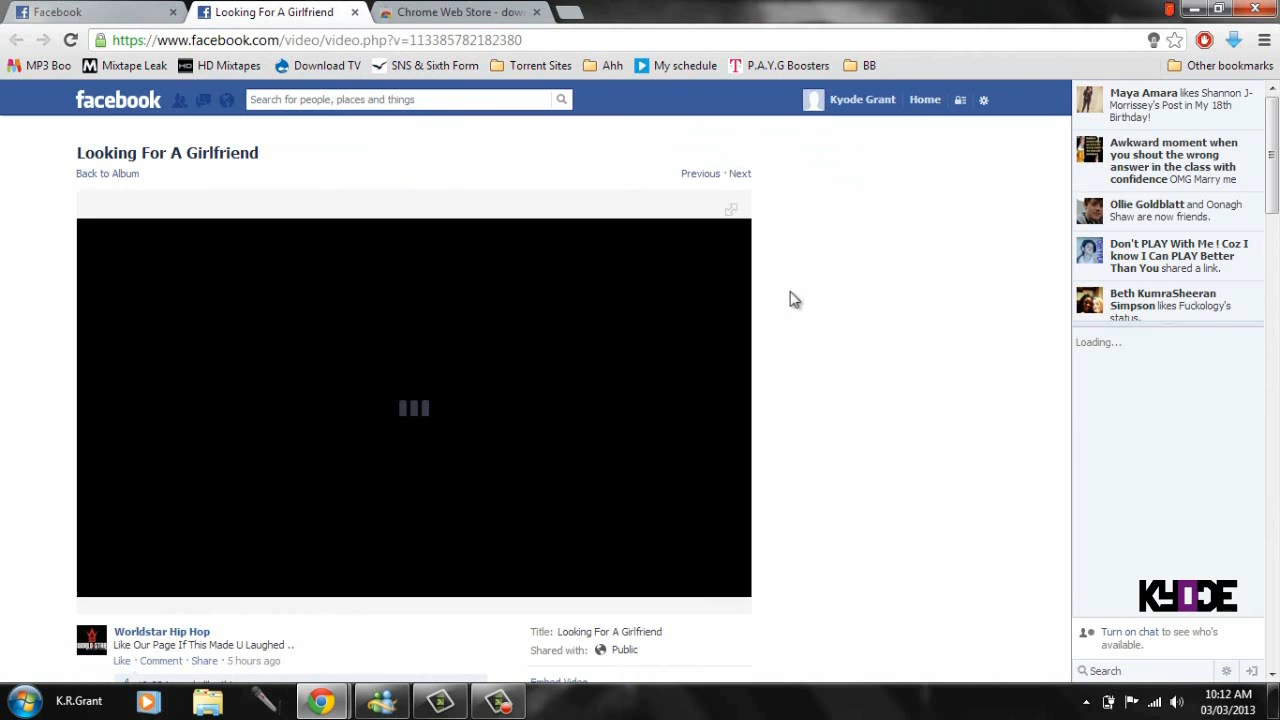 Facebook
Looking For A Girlfriend
Chrome Web Store - dow
https://www.facebook.com/video/video.php?v=113385782182380
MP3 Boo
Mixtape Leak
HD Mixtapes
Download TV
SNS & Sixth Form
Torrent Sites
Ahh
My schedule
P.A.Y.G Boosters
BB
Other bookmarks
facebook
Search for people, places and things
Kyode Grant
Home
Looking For A Girlfriend
Back to Album
Previous · Next
Worldstar Hip Hop
Like Our Page If This Made U Laughed ..
Like · Comment · Share · 5 hours ago
Title: Looking For A Girlfriend
Shared with: Public
Embed Video
Maya Amara likes Shannon J-
Morrissey's Post in My 18th
Birthday!
Awkward moment when
you shout the wrong
answer in the class with
confidence OMG Marry me
Ollie Goldblatt and Oonagh
Shaw are now friends.
Don't PLAY With Me ! Coz I
know I Can PLAY Better
Than You shared a link.
Beth KumraSheeran
Simpson likes Fuckology's
status.
Loading...
KYODE
Turn on chat to see who's
available.
Search
K.R.Grant
10:12 AM
03/03/2013